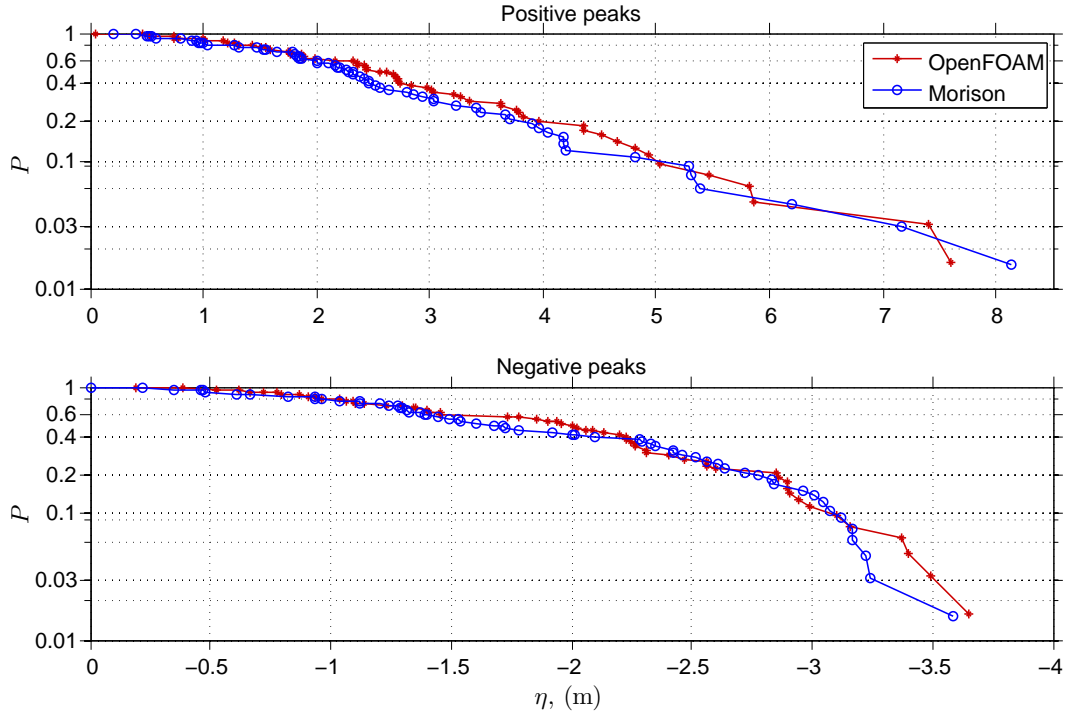 Positive peaks
1
0.6
0.4
0.2
0.1
0.03
0.01
P
OpenFOAM
Morison
0 1 2 3 4 5 6 7 8
Negative peaks
1
0.6
0.4
0.2
0.1
0.03
0.01
P
0 −0.5 −1 −1.5 −2 −2.5 −3 −3.5 −4
η, (m)